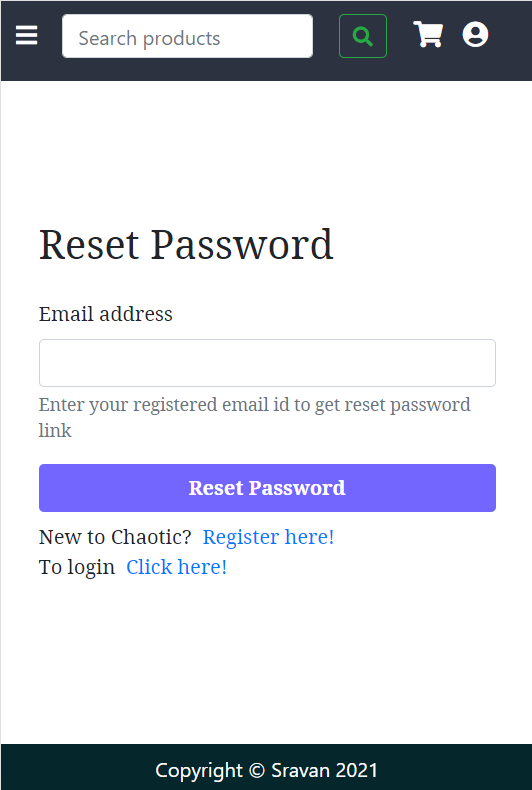 Search products
Reset Password
Email address
Enter your registered email id to get reset password
link
Reset Password
New to Chaotic? Register here!
To login Click here!
Copyright © Sravan 2021